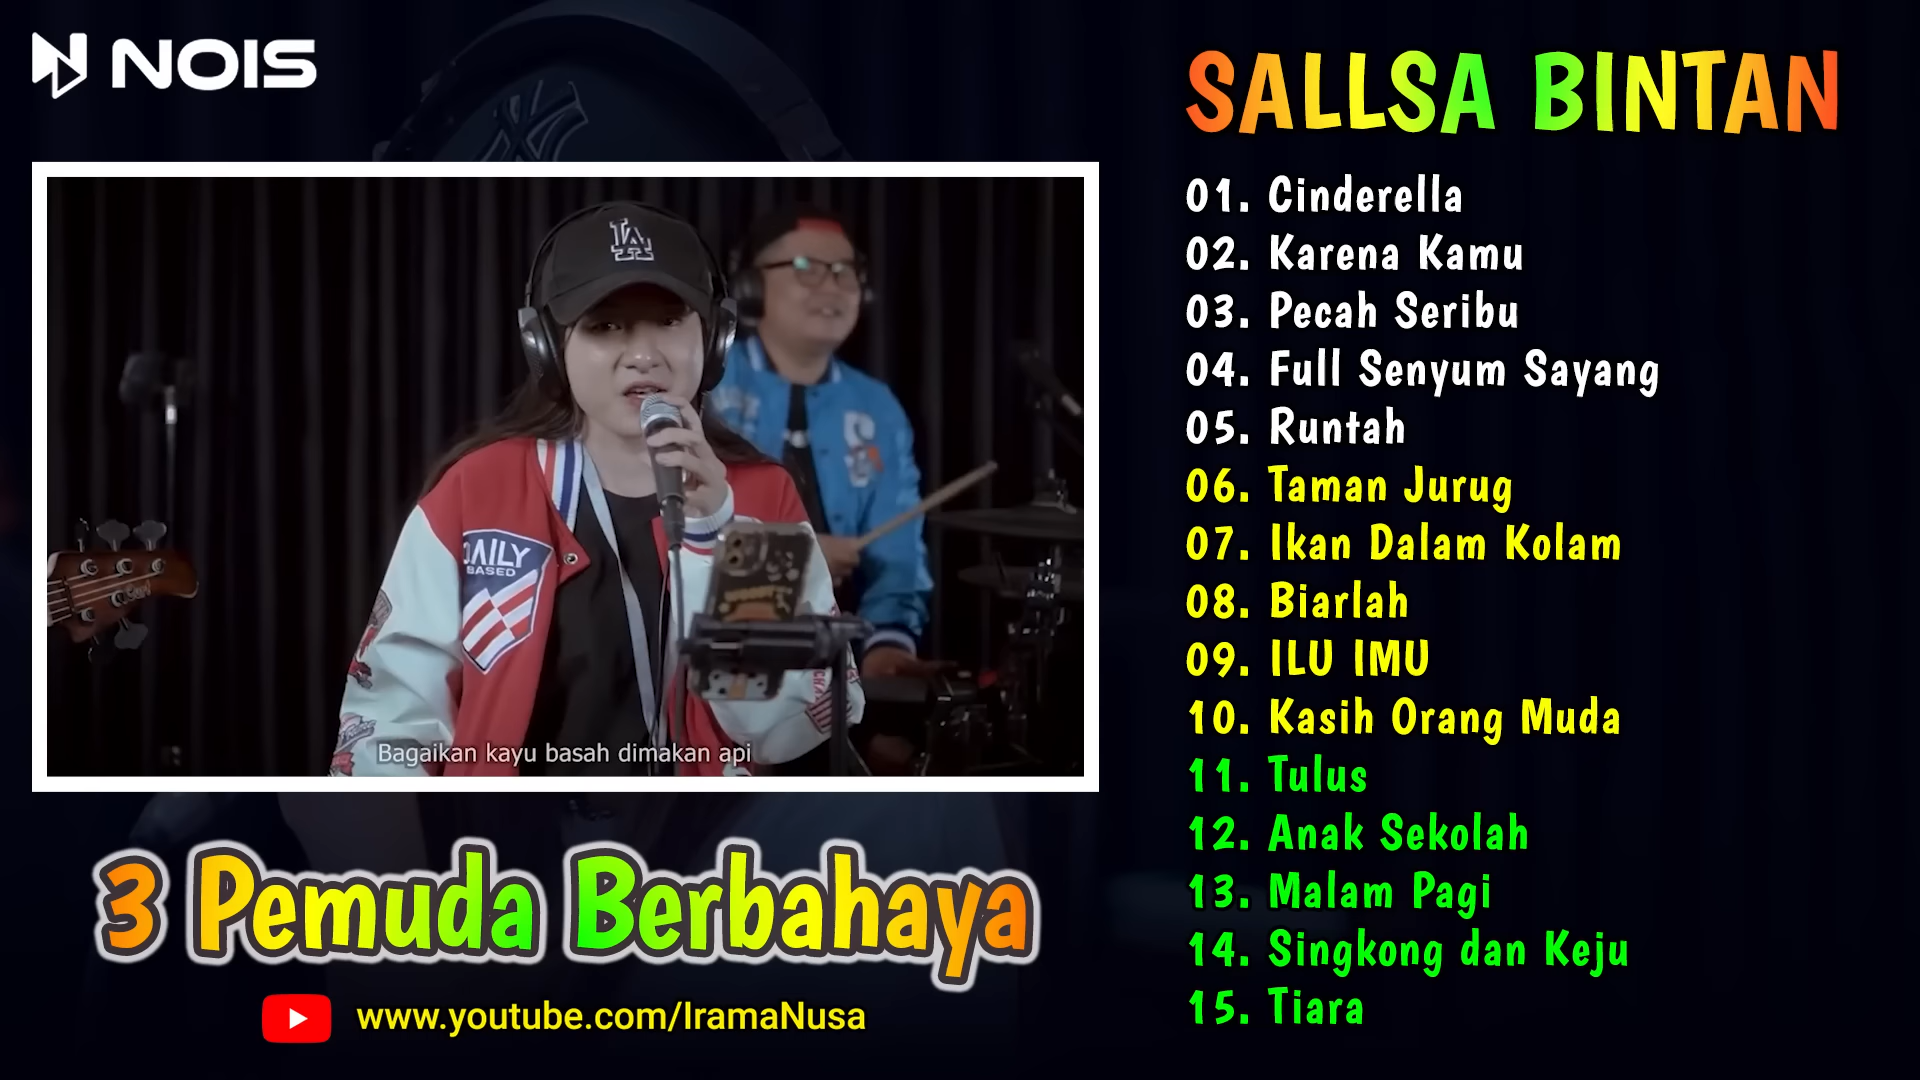 NOIS
SALLSA BINTAN
01. Cinderella
02. Karena Kamu
03. Pecah Seribu
04. Full Senyum Sayang
05. Runtah
06. Taman Jurug
07. Ikan Dalam Kolam
08. Biarlah
09. ILU IMU
10. Kasih Orang Muda
11. Tulus
12. Anak Sekolah
13. Malam Pagi
14. Singkong dan Keju
15. Tiara
LA
DAILY
BASED
Bagaikan kayu basah dimakan api
3 Pemuda Berbahaya
www.youtube.com/IramaNusa